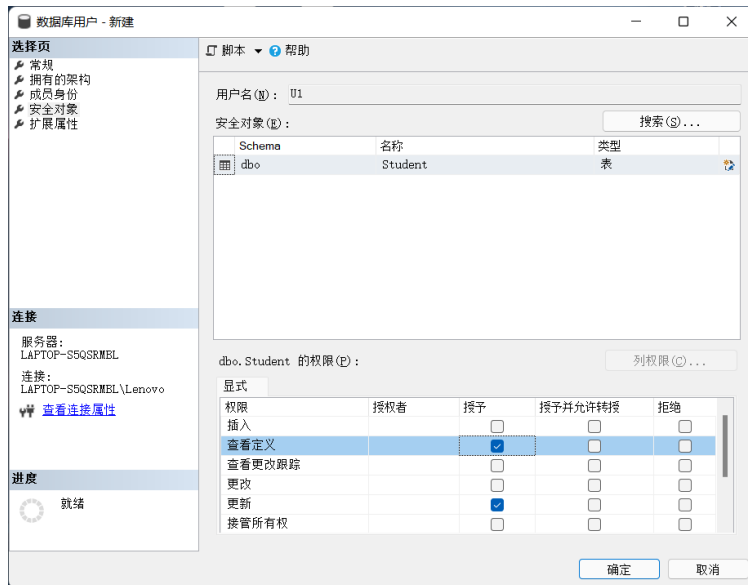 数据库用户 - 新建
选择页
常规
拥有的架构
成员身份
安全对象
扩展属性
脚本 帮助
用户名(N): U1
安全对象(E):
搜索(S)...
Schema 名称 类型
dbo Student 表
连接
服务器:
LAPTOP-S5QSRMBL
连接:
LAPTOP-S5QSRMBL\Lenovo
查看连接属性
进度
就绪
dbo.Student 的权限(P):
列权限(C)...
显式
权限 授权者 授予 授予并允许转授 拒绝
插入
查看定义
查看更改跟踪
更改
更新
接管所有权
确定 取消